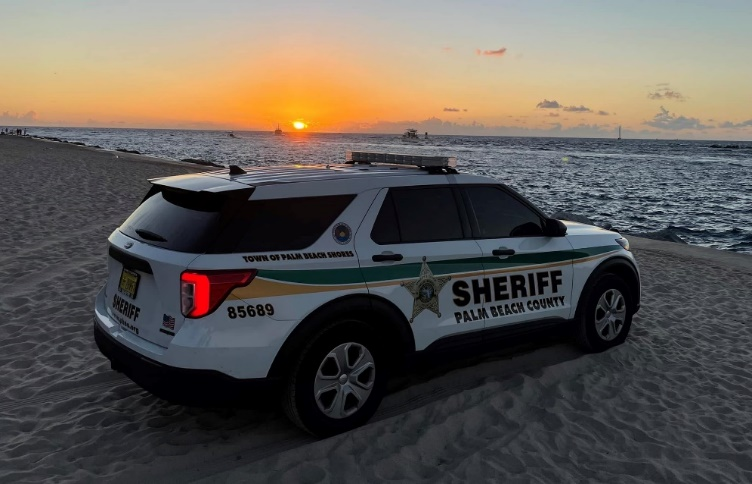 TOWN OF PALM BEACH SHORES
85689
SHERIFF
PALM BEACH COUNTY
SHERIFF